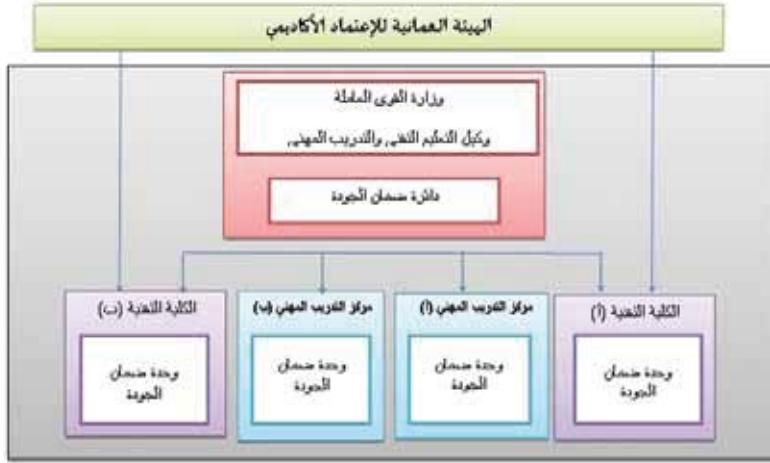 الهيئة العمانية للإعتماد الأكاديمي
وزارة القوى العاملة
وكيل التعليم التقني والتدريب المهني
دائرة ضمان الجودة
الكلية التقنية (أ)
مركز التدريب المهني (أ)
مركز التدريب المهني (ب)
الكلية التقنية (ب)
وحدة ضمان
الجودة
وحدة ضمان
الجودة
وحدة ضمان
الجودة
وحدة ضمان
الجودة